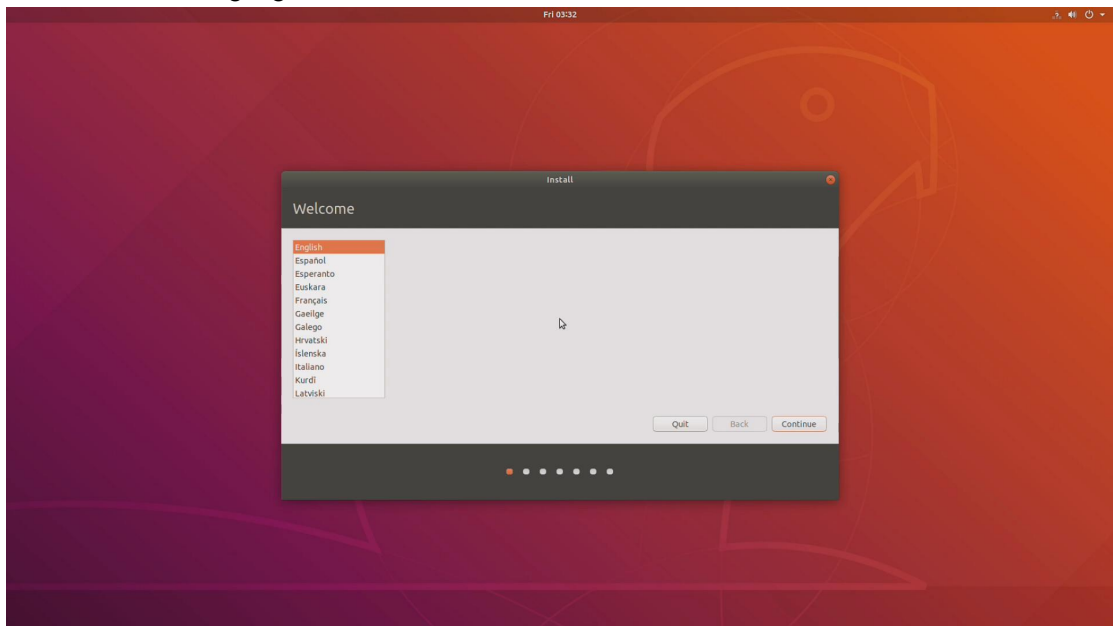 Fri 03:32
Install
Welcome
English
Español
Esperanto
Euskara
Français
Gaeilge
Galego
Hrvatski
Íslenska
Italiano
Kurdî
Latviski
Quit Back Continue